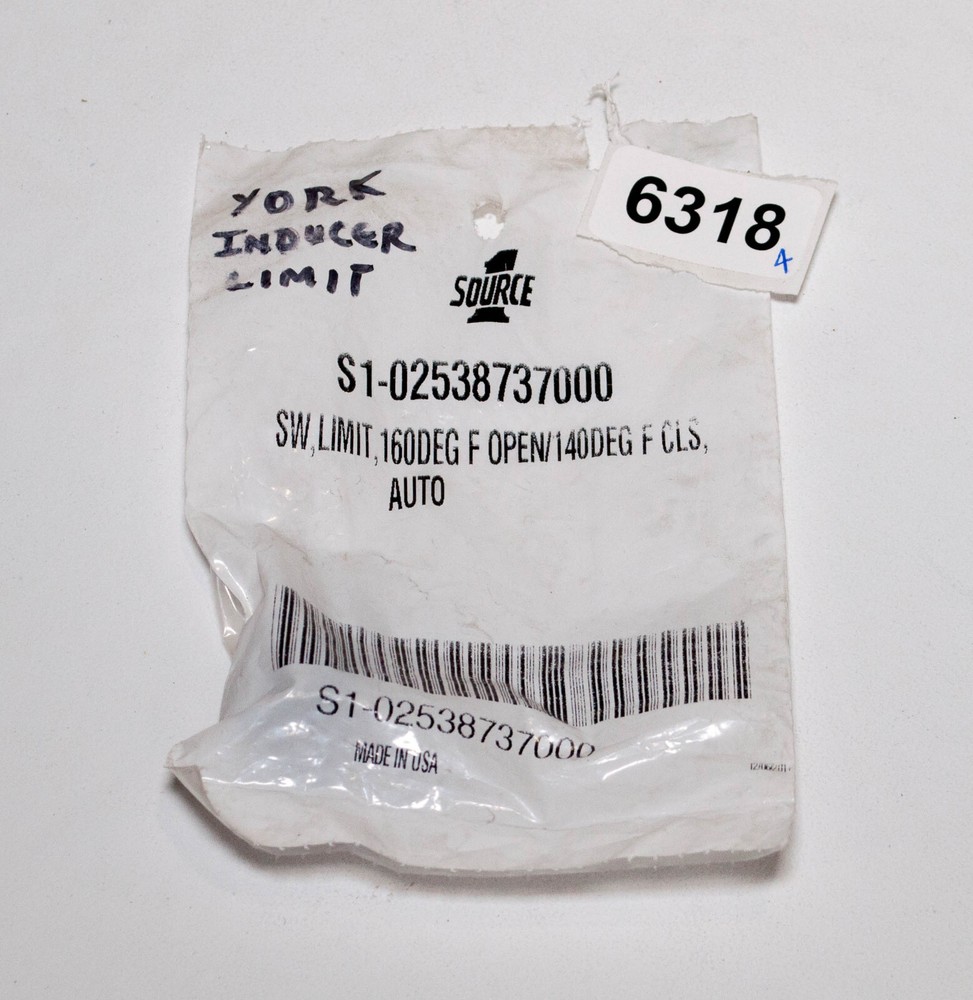 YORK
INDUCER
LIMIT
6318
4
1
SOURCE
S1-02538737000
SW,LIMIT,160DEG F OPEN/140DEG F CLS,
AUTO
S1-02538737000
MADE IN USA